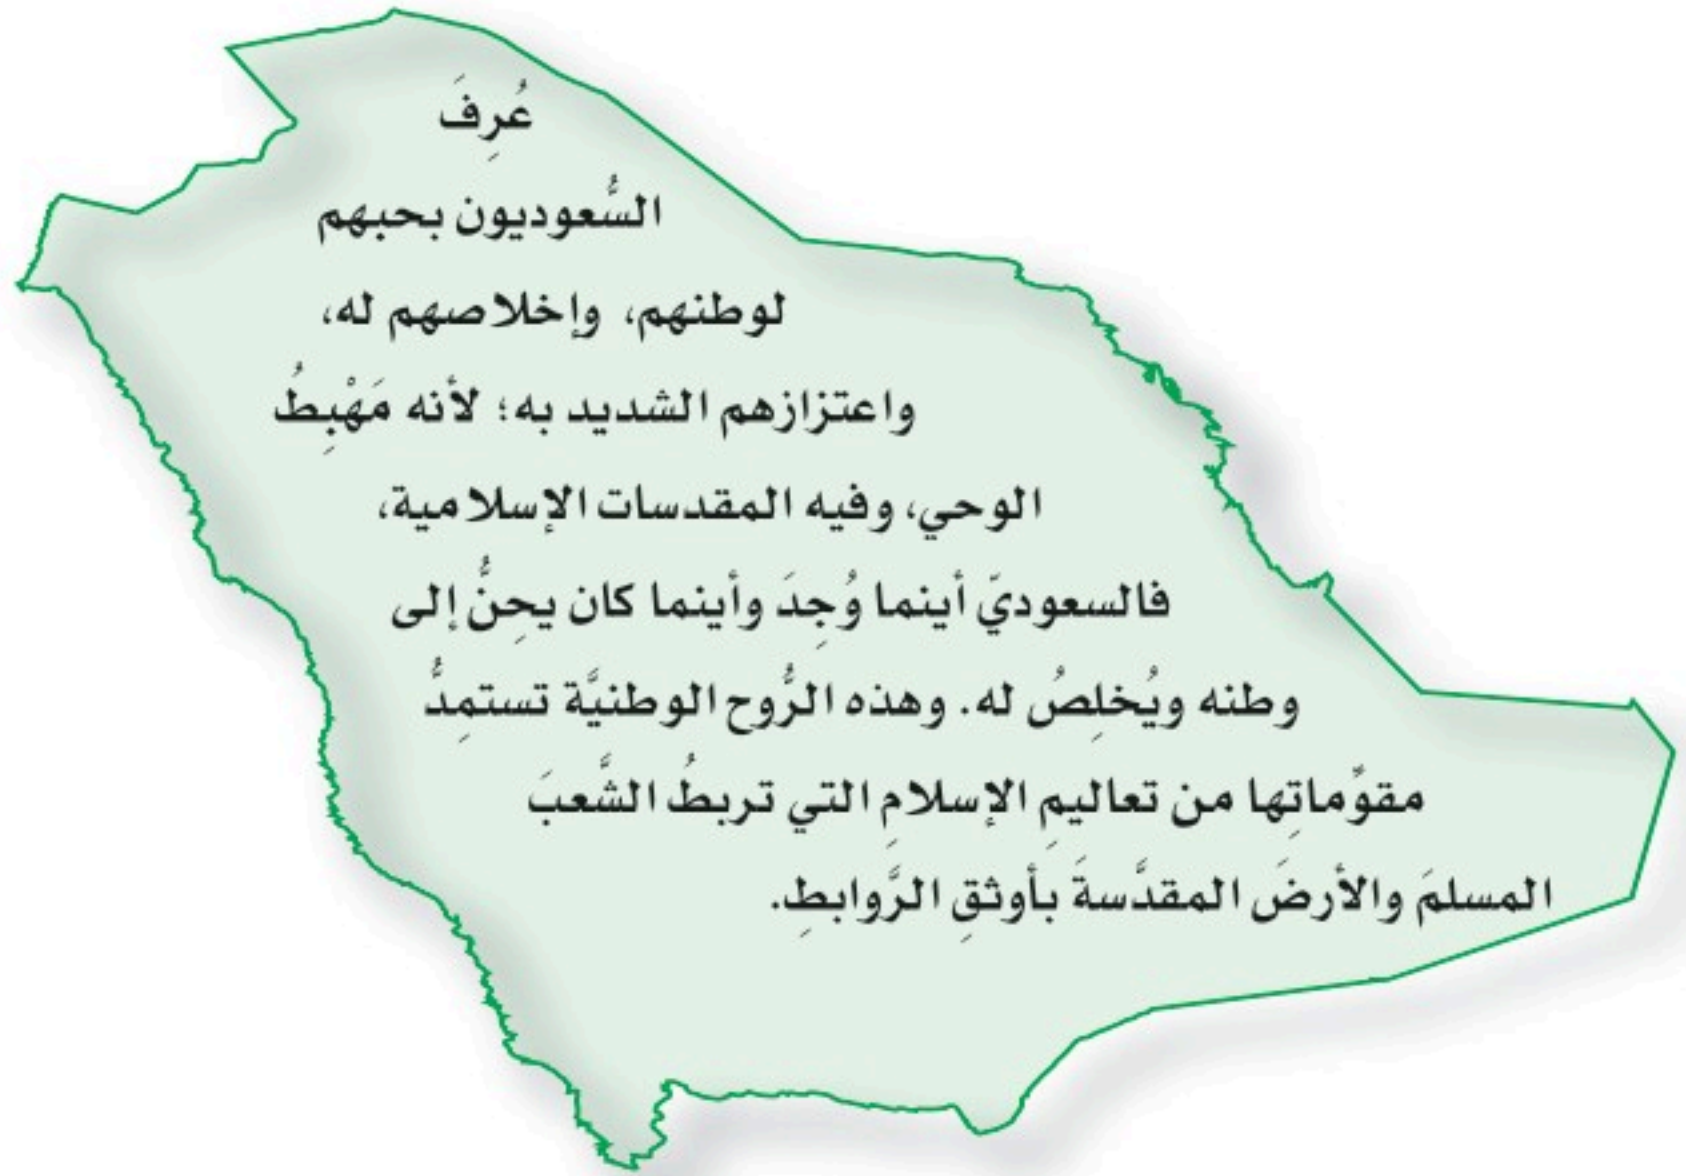 عُرِفَ
السُّعوديون بحبهم
لوطنهم، وإخلاصهم له،
واعتزازهم الشديد به؛ لأنه مَهْبِطُ
الوحي، وفيه المقدسات الإسلامية،
فالسعوديّ أينما وُجِدَ وأينما كان يحِنُّ إلى
وطنه ويُخلِصُ له. وهذه الرُّوح الوطنيَّة تستمِدُّ
مقوِّماتِها من تعاليمِ الإسلامِ التي تربطُ الشَّعبَ
المسلمَ والأرضَ المقدَّسةَ بأوثقِ الرَّوابطِ.